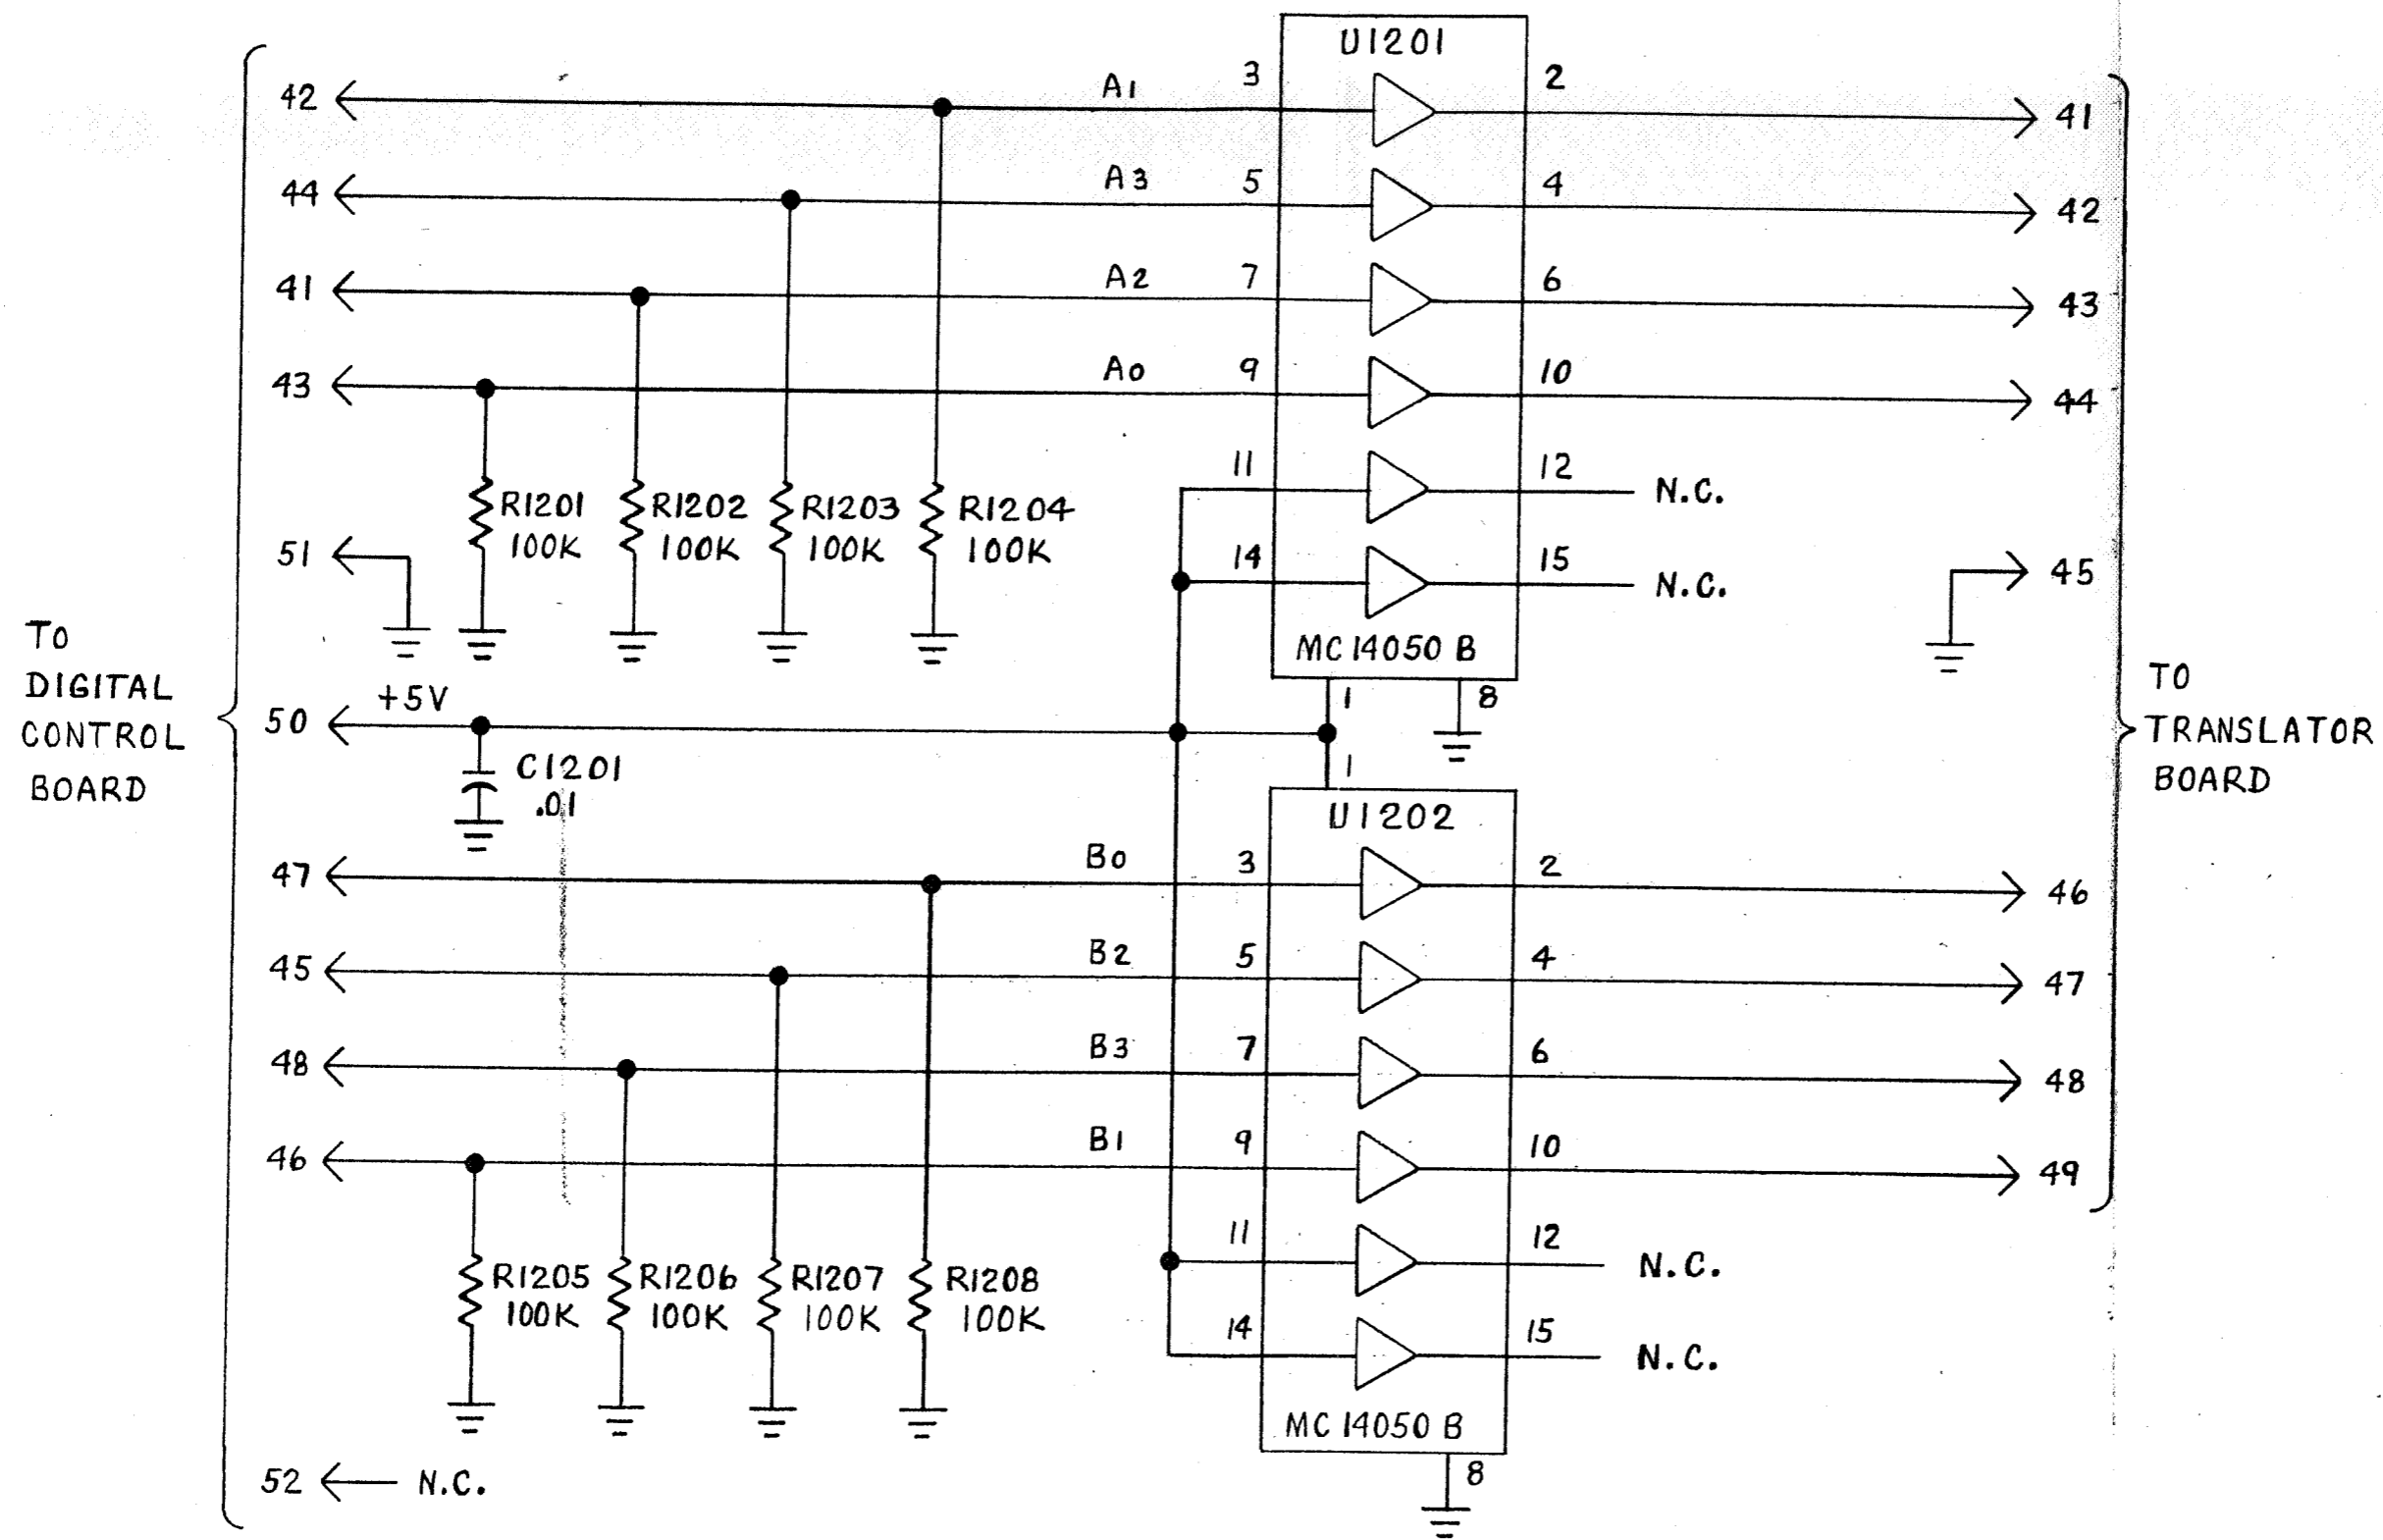 U1201
42 A1 3 2 41
44 A3 5 4 42
41 A2 7 6 43
43 A0 9 10 44
11 12 N.C.
R1201 R1202 R1203 R1204
100K 100K 100K 100K
51 14 15 N.C. 45
MC14050B
1 8
+5V
50
1
TO
DIGITAL
CONTROL
BOARD
TO
TRANSLATOR
BOARD
C1201
.01
U1202
47 B0 3 2 46
45 B2 5 4 47
48 B3 7 6 48
46 B1 9 10 49
11 12 N.C.
R1205 R1206 R1207 R1208
100K 100K 100K 100K
14 15 N.C.
MC14050B
8
52 N.C.